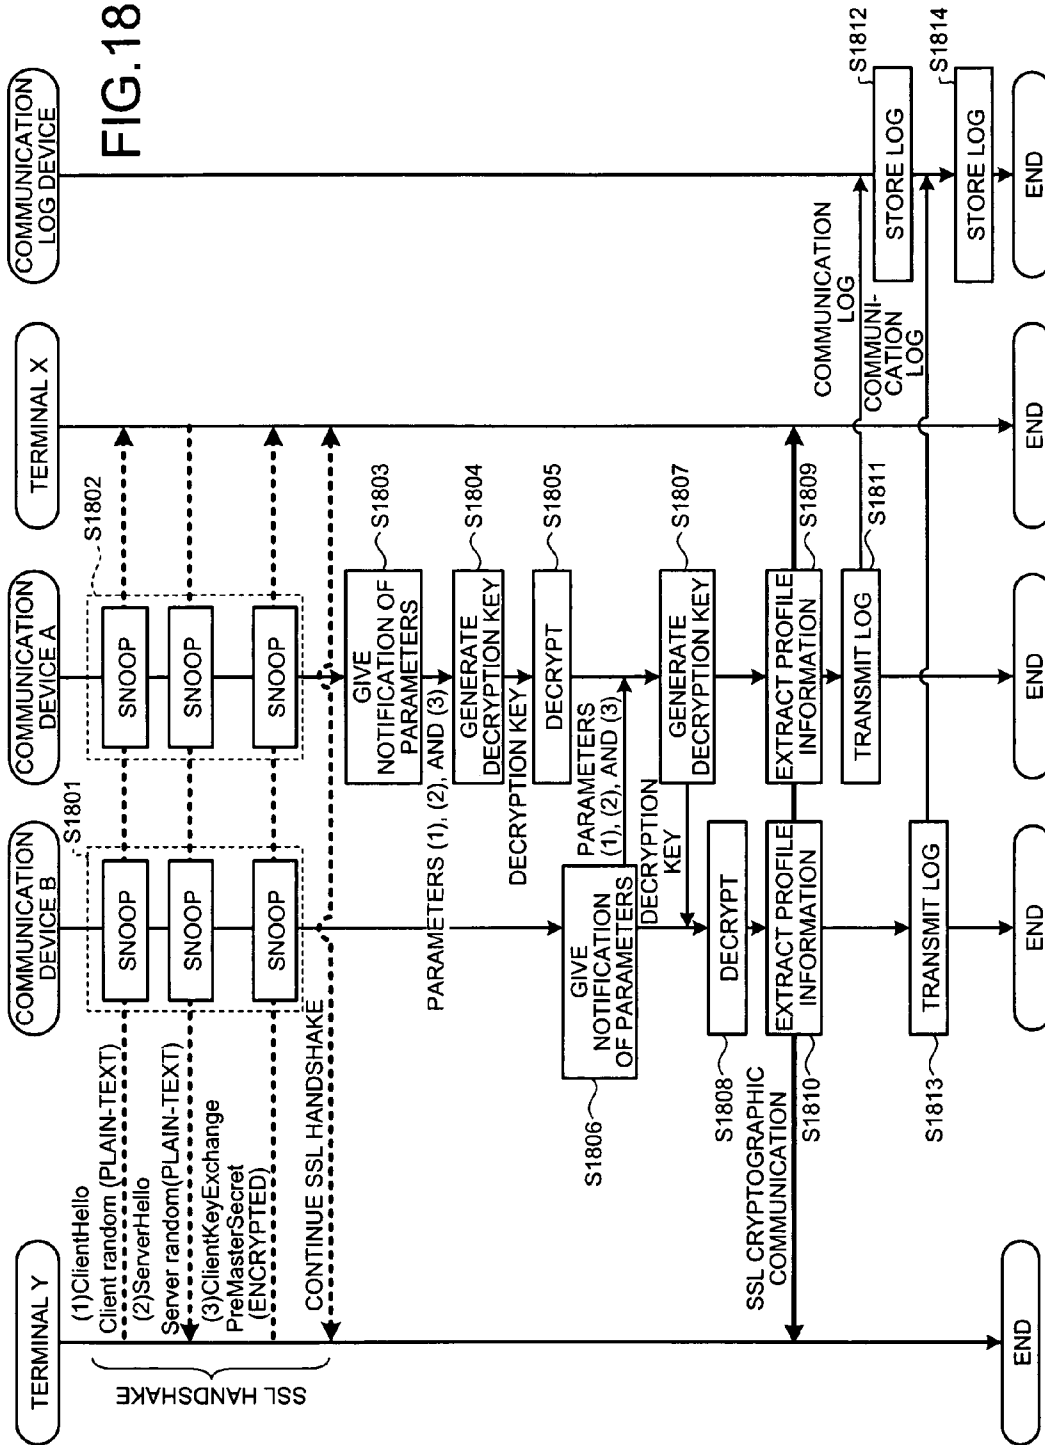 FIG.18
TERMINAL Y
COMMUNICATION
DEVICE B
COMMUNICATION
DEVICE A
TERMINAL X
COMMUNICATION
LOG DEVICE
S1801
S1802
SSL HANDSHAKE
(1)ClientHello
Client random (PLAIN-TEXT)
SNOOP
SNOOP
(2)ServerHello
Server random(PLAIN-TEXT)
SNOOP
SNOOP
(3)ClientKeyExchange
PreMasterSecret
(ENCRYPTED)
SNOOP
SNOOP
CONTINUE SSL HANDSHAKE
GIVE
NOTIFICATION OF
PARAMETERS
S1803
PARAMETERS (1), (2), AND (3)
GENERATE
DECRYPTION KEY
S1804
DECRYPTION KEY
DECRYPT
S1805
GIVE
NOTIFICATION
OF PARAMETERS
S1806
PARAMETERS
(1), (2), AND (3)
GENERATE
DECRYPTION KEY
S1807
DECRYPTION
KEY
DECRYPT
S1808
SSL CRYPTOGRAPHIC
COMMUNICATION
EXTRACT PROFILE
INFORMATION
S1810
EXTRACT PROFILE
INFORMATION
S1809
TRANSMIT LOG
S1811
COMMUNICATION
LOG
STORE LOG
S1812
TRANSMIT LOG
S1813
COMMUNI-
CATION
LOG
STORE LOG
S1814
END
END
END
END
END